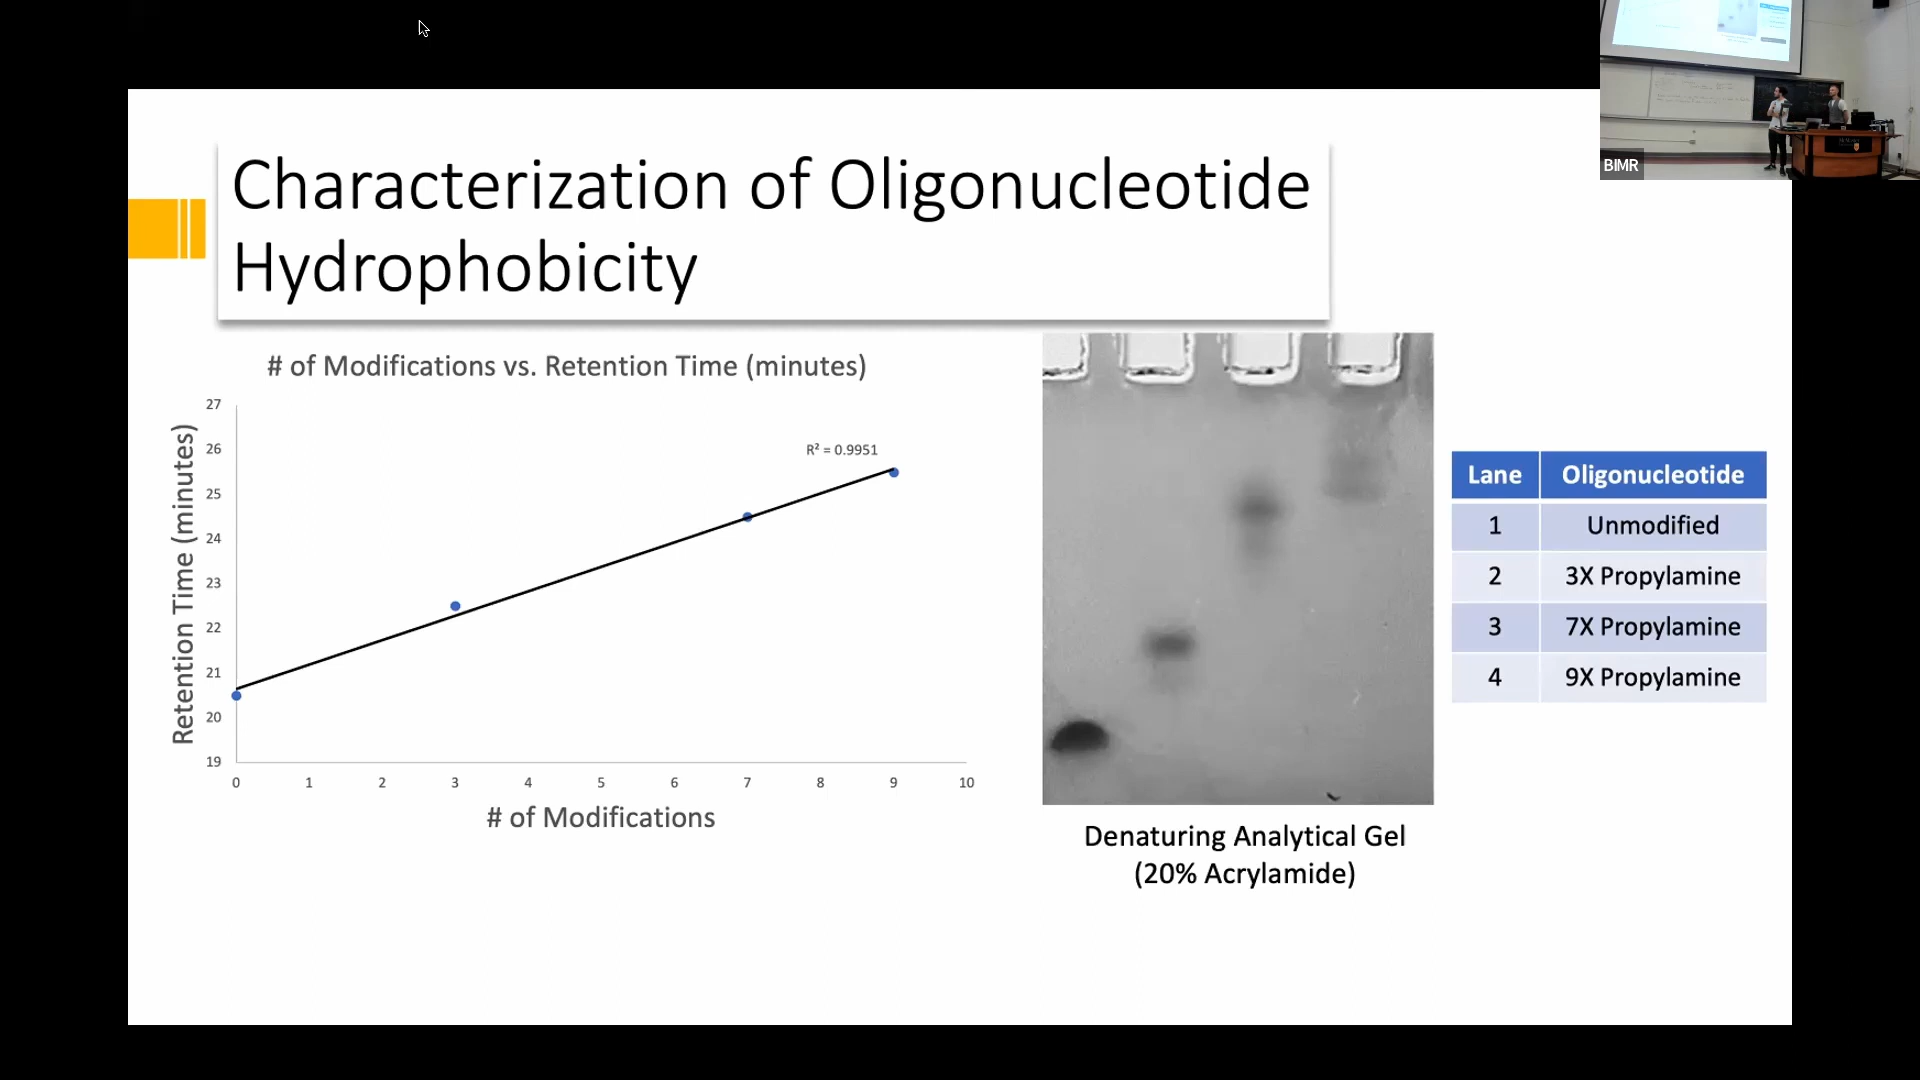 BIMR
Characterization of Oligonucleotide
Hydrophobicity
# of Modifications vs. Retention Time (minutes)
Retention Time (minutes)
27
26
25
24
23
22
21
20
19
R² = 0.9951
0 1 2 3 4 5 6 7 8 9 10
# of Modifications
Denaturing Analytical Gel
(20% Acrylamide)
Lane Oligonucleotide
1 Unmodified
2 3X Propylamine
3 7X Propylamine
4 9X Propylamine